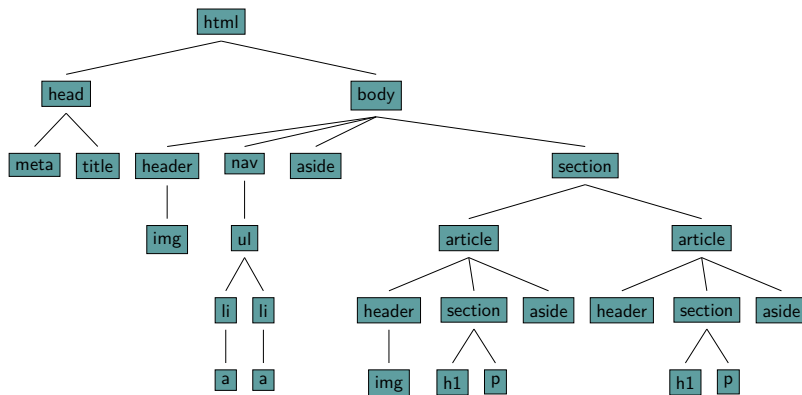 html
head body
meta title header nav aside section
img ul article article
li li header section aside header section aside
a a img h1 p h1 p